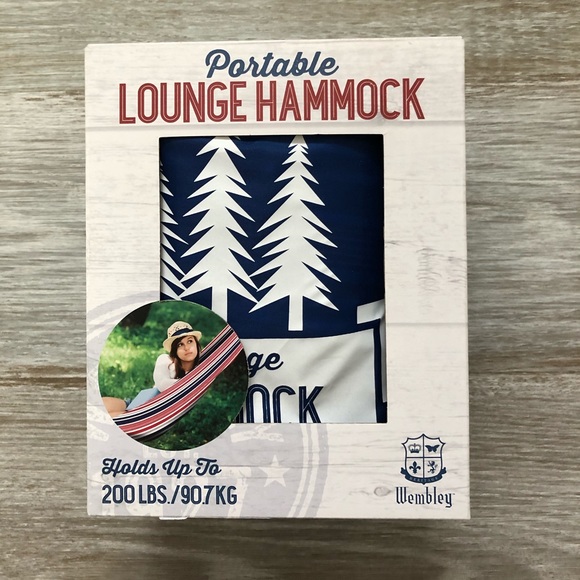 Portable
LOUNGE HAMMOCK
ge
OCK
Holds Up To
200 LBS./90.7KG
Wembley